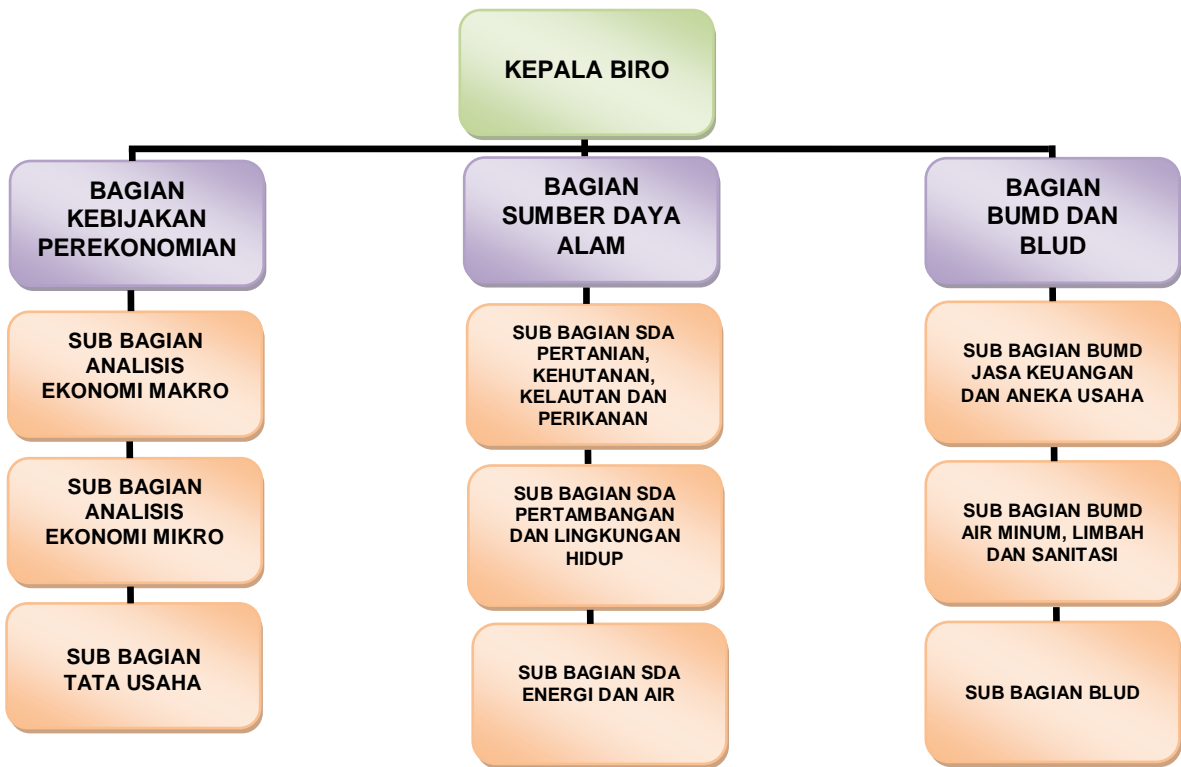 KEPALA BIRO
BAGIAN
KEBIJAKAN
PEREKONOMIAN
SUB BAGIAN
ANALISIS
EKONOMI MAKRO
SUB BAGIAN
ANALISIS
EKONOMI MIKRO
SUB BAGIAN
TATA USAHA
BAGIAN
SUMBER DAYA
ALAM
SUB BAGIAN SDA
PERTANIAN,
KEHUTANAN,
KELAUTAN DAN
PERIKANAN
SUB BAGIAN SDA
PERTAMBANGAN
DAN LINGKUNGAN
HIDUP
SUB BAGIAN SDA
ENERGI DAN AIR
BAGIAN
BUMD DAN
BLUD
SUB BAGIAN BUMD
JASA KEUANGAN
DAN ANEKA USAHA
SUB BAGIAN BUMD
AIR MINUM, LIMBAH
DAN SANITASI
SUB BAGIAN BLUD